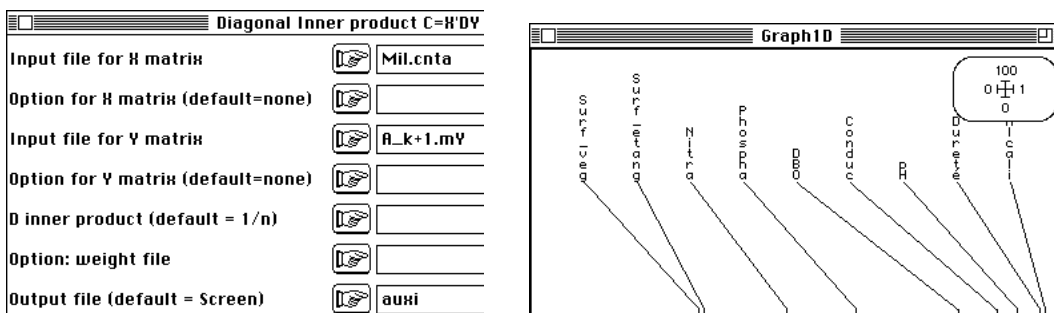 Diagonal Inner product C=X'DY
Input file for X matrix
Mil.cnta
Option for X matrix (default=none)
Input file for Y matrix
A_k+1.mY
Option for Y matrix (default=none)
D inner product (default = 1/n)
Option: weight file
Output file (default = Screen)
auxi
Graph1D
100
0 1
0
Surf_veg
Surf_etang
Nitra
Phospha
DBO
Conduc
PH
Dureté